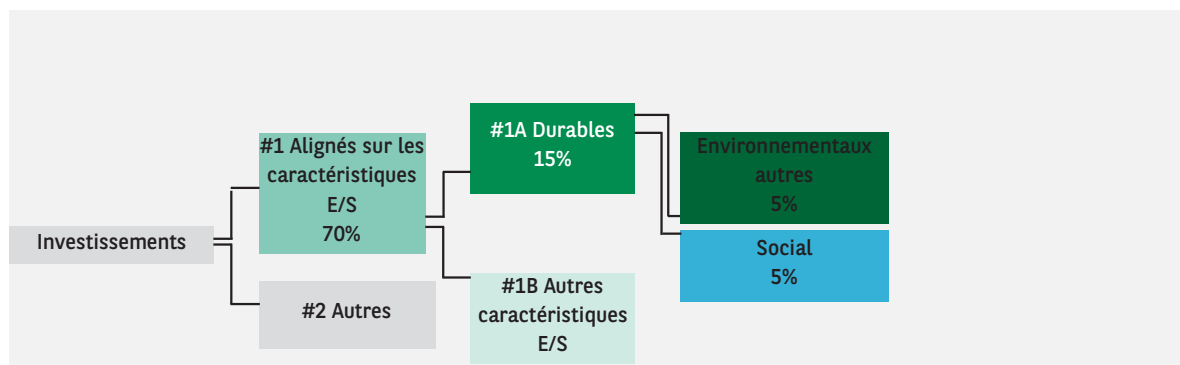 Investissements
#1 Alignés sur les
caractéristiques
E/S
70%
#2 Autres
#1A Durables
15%
#1B Autres
caractéristiques
E/S
Environnementaux
autres
5%
Social
5%